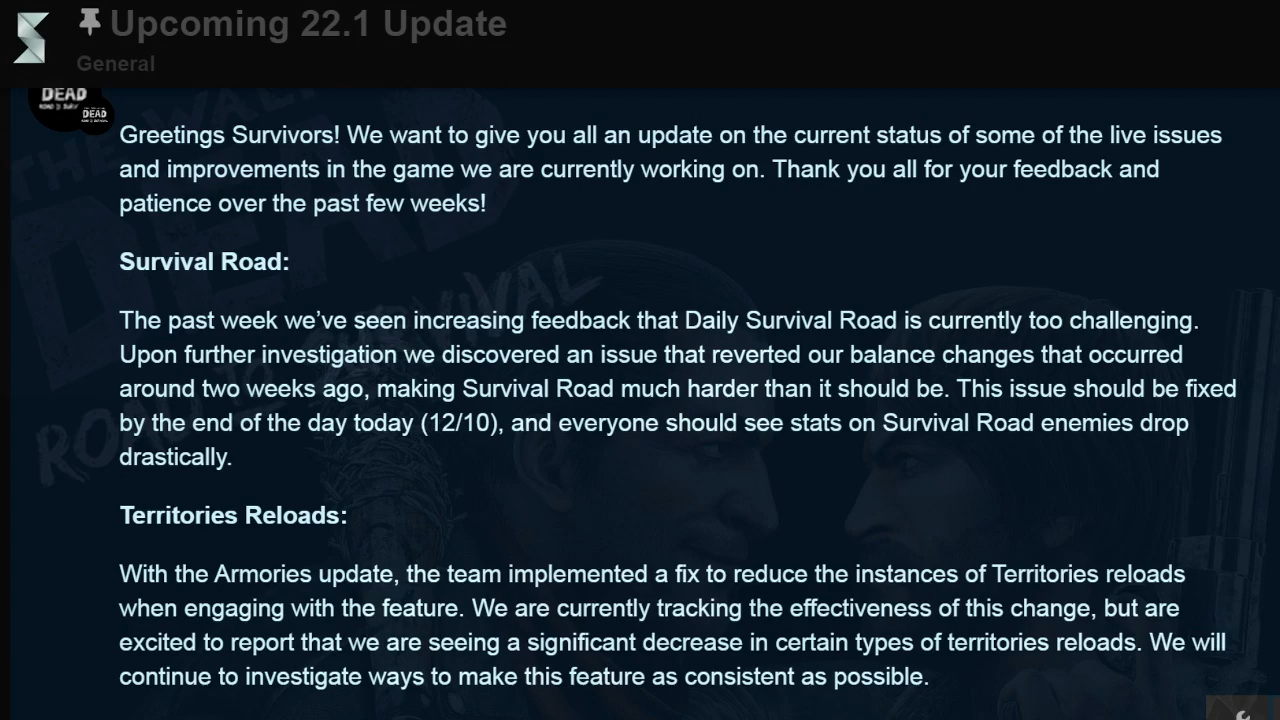 Upcoming 22.1 Update
General
DEAD
DEAD
Greetings Survivors! We want to give you all an update on the current status of some of the live issues
and improvements in the game we are currently working on. Thank you all for your feedback and
patience over the past few weeks!
Survival Road:
The past week we’ve seen increasing feedback that Daily Survival Road is currently too challenging.
Upon further investigation we discovered an issue that reverted our balance changes that occurred
around two weeks ago, making Survival Road much harder than it should be. This issue should be fixed
by the end of the day today (12/10), and everyone should see stats on Survival Road enemies drop
drastically.
Territories Reloads:
With the Armories update, the team implemented a fix to reduce the instances of Territories reloads
when engaging with the feature. We are currently tracking the effectiveness of this change, but are
excited to report that we are seeing a significant decrease in certain types of territories reloads. We will
continue to investigate ways to make this feature as consistent as possible.
THE WAL
DEAD
ROAD TO SURVIVAL